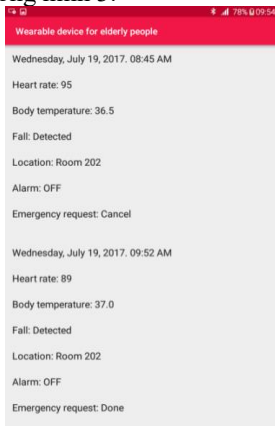 78% 09:54
Wearable device for elderly people
Wednesday, July 19, 2017. 08:45 AM
Heart rate: 95
Body temperature: 36.5
Fall: Detected
Location: Room 202
Alarm: OFF
Emergency request: Cancel
Wednesday, July 19, 2017. 09:52 AM
Heart rate: 89
Body temperature: 37.0
Fall: Detected
Location: Room 202
Alarm: OFF
Emergency request: Done